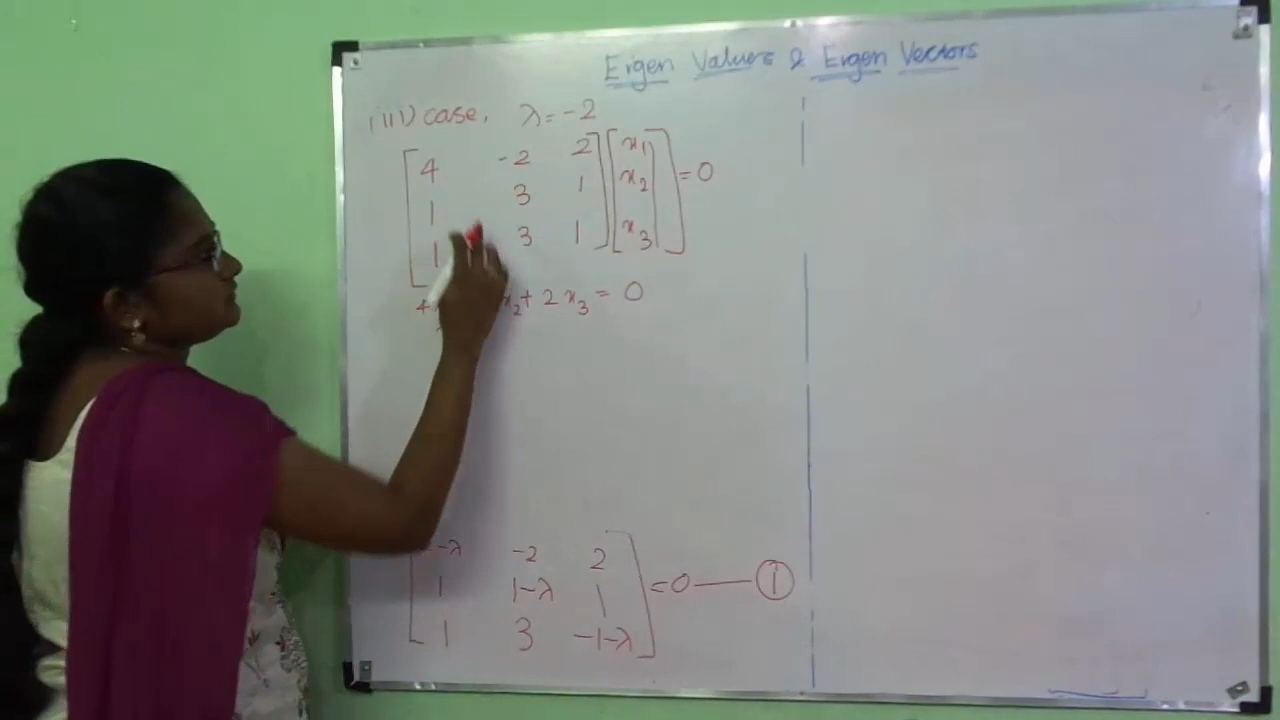 Eigen Values & Eigen Vectors
(iii) case, λ = -2
[ 4 -2 2 ] [ x₁ ]
[ 1 3 1 ] [ x₂ ] = 0
[ 1 3 1 ] [ x₃ ]
4 x₂ + 2x₃ = 0
-λ -2 2
1 1-λ 1 = 0 —— ①
1 3 -1-λ